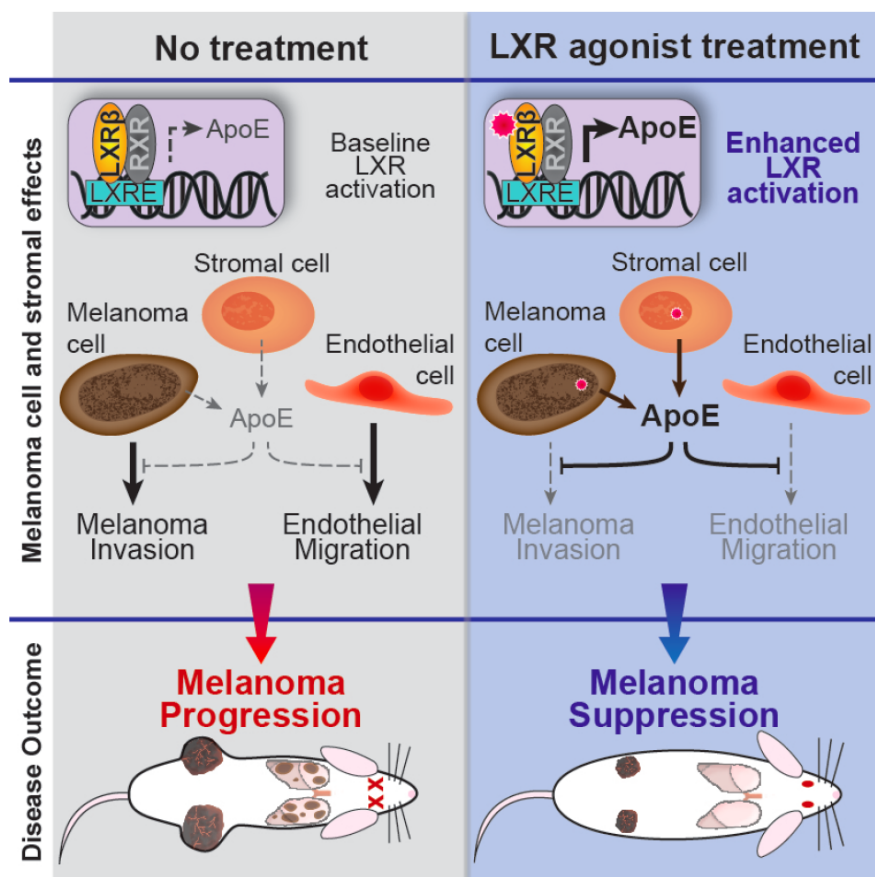 No treatment
LXR agonist treatment
Melanoma cell and stromal effects
LXRβ
RXR
LXRE
ApoE
Baseline
LXR
activation
LXRβ
RXR
LXRE
ApoE
Enhanced
LXR
activation
Stromal cell
Melanoma
cell
Endothelial
cell
ApoE
Melanoma
Invasion
Endothelial
Migration
Stromal cell
Melanoma
cell
Endothelial
cell
ApoE
Melanoma
Invasion
Endothelial
Migration
Disease Outcome
Melanoma
Progression
X X
Melanoma
Suppression